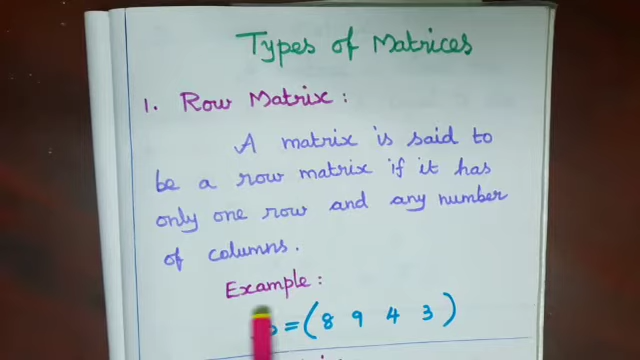 Types of Matrices
1. Row Matrix :
A matrix is said to
be a row matrix if it has
only one row and any number
of columns.
Example :
= ( 8 9 4 3 )